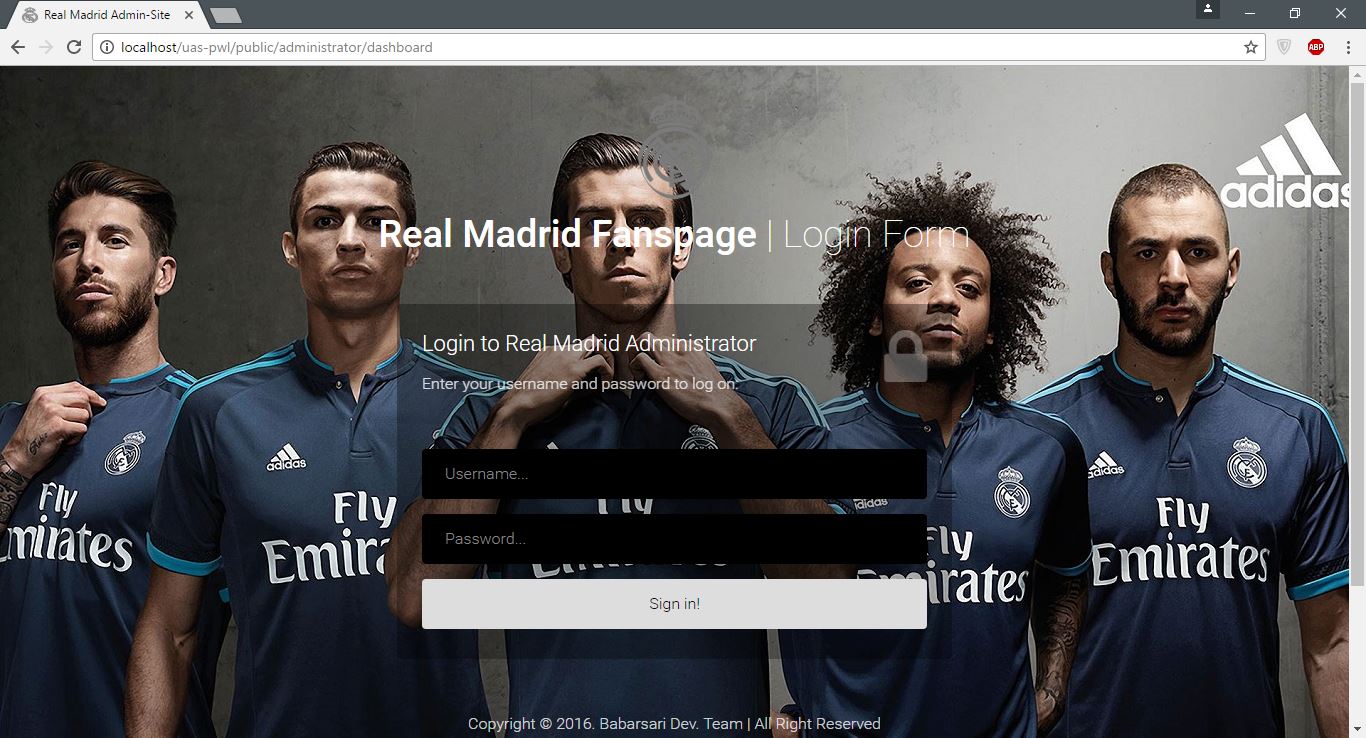 Real Madrid Admin-Site
localhost/uas-pwl/public/administrator/dashboard
ABP
adidas
Real Madrid Fanspage | Login Form
Login to Real Madrid Administrator
Enter your username and password to log on:
adidas
adidas
adidas
Username...
Password...
Fly
Emirates
Fly
Emirates
Fly
Emirates
Fly
Emirates
Sign in!
Copyright © 2016. Babarsari Dev. Team | All Right Reserved